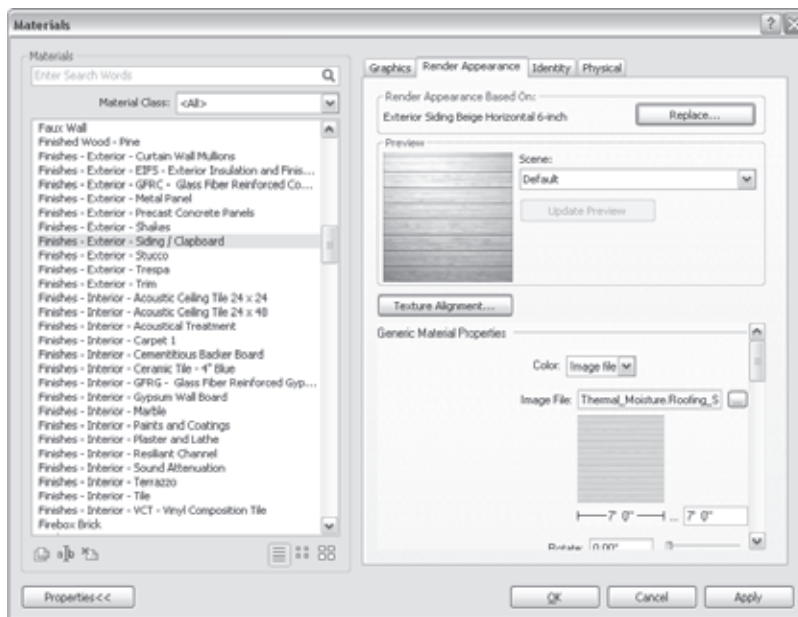 Materials
Materials
Enter Search Words
Material Class: <All>
Faux Wall
Finished Wood - Pine
Finishes - Exterior - Curtain Wall Mullions
Finishes - Exterior - EIFS - Exterior Insulation and Finis...
Finishes - Exterior - GFRC - Glass Fiber Reinforced Co...
Finishes - Exterior - Metal Panel
Finishes - Exterior - Precast Concrete Panels
Finishes - Exterior - Shakes
Finishes - Exterior - Siding / Clapboard
Finishes - Exterior - Stucco
Finishes - Exterior - Trespa
Finishes - Exterior - Trim
Finishes - Interior - Acoustic Ceiling Tile 24 x 24
Finishes - Interior - Acoustic Ceiling Tile 24 x 48
Finishes - Interior - Acoustical Treatment
Finishes - Interior - Carpet 1
Finishes - Interior - Cementitious Backer Board
Finishes - Interior - Ceramic Tile - 4" Blue
Finishes - Interior - GFRG - Glass Fiber Reinforced Gyp...
Finishes - Interior - Gypsum Wall Board
Finishes - Interior - Marble
Finishes - Interior - Paints and Coatings
Finishes - Interior - Plaster and Lathe
Finishes - Interior - Resiliant Channel
Finishes - Interior - Sound Attenuation
Finishes - Interior - Terrazzo
Finishes - Interior - Tile
Finishes - Interior - VCT - Vinyl Composition Tile
Firebox Brick
Properties<<
Graphics Render Appearance Identity Physical
Render Appearance Based On:
Exterior Siding Beige Horizontal 6-inch
Replace...
Preview
Scene:
Default
Update Preview
Texture Alignment...
Generic Material Properties
Color: Image file
Image File: Thermal_Moisture.Roofing_S ...
7' 0" ... 7' 0"
Rotate: 0.00°
OK Cancel Apply